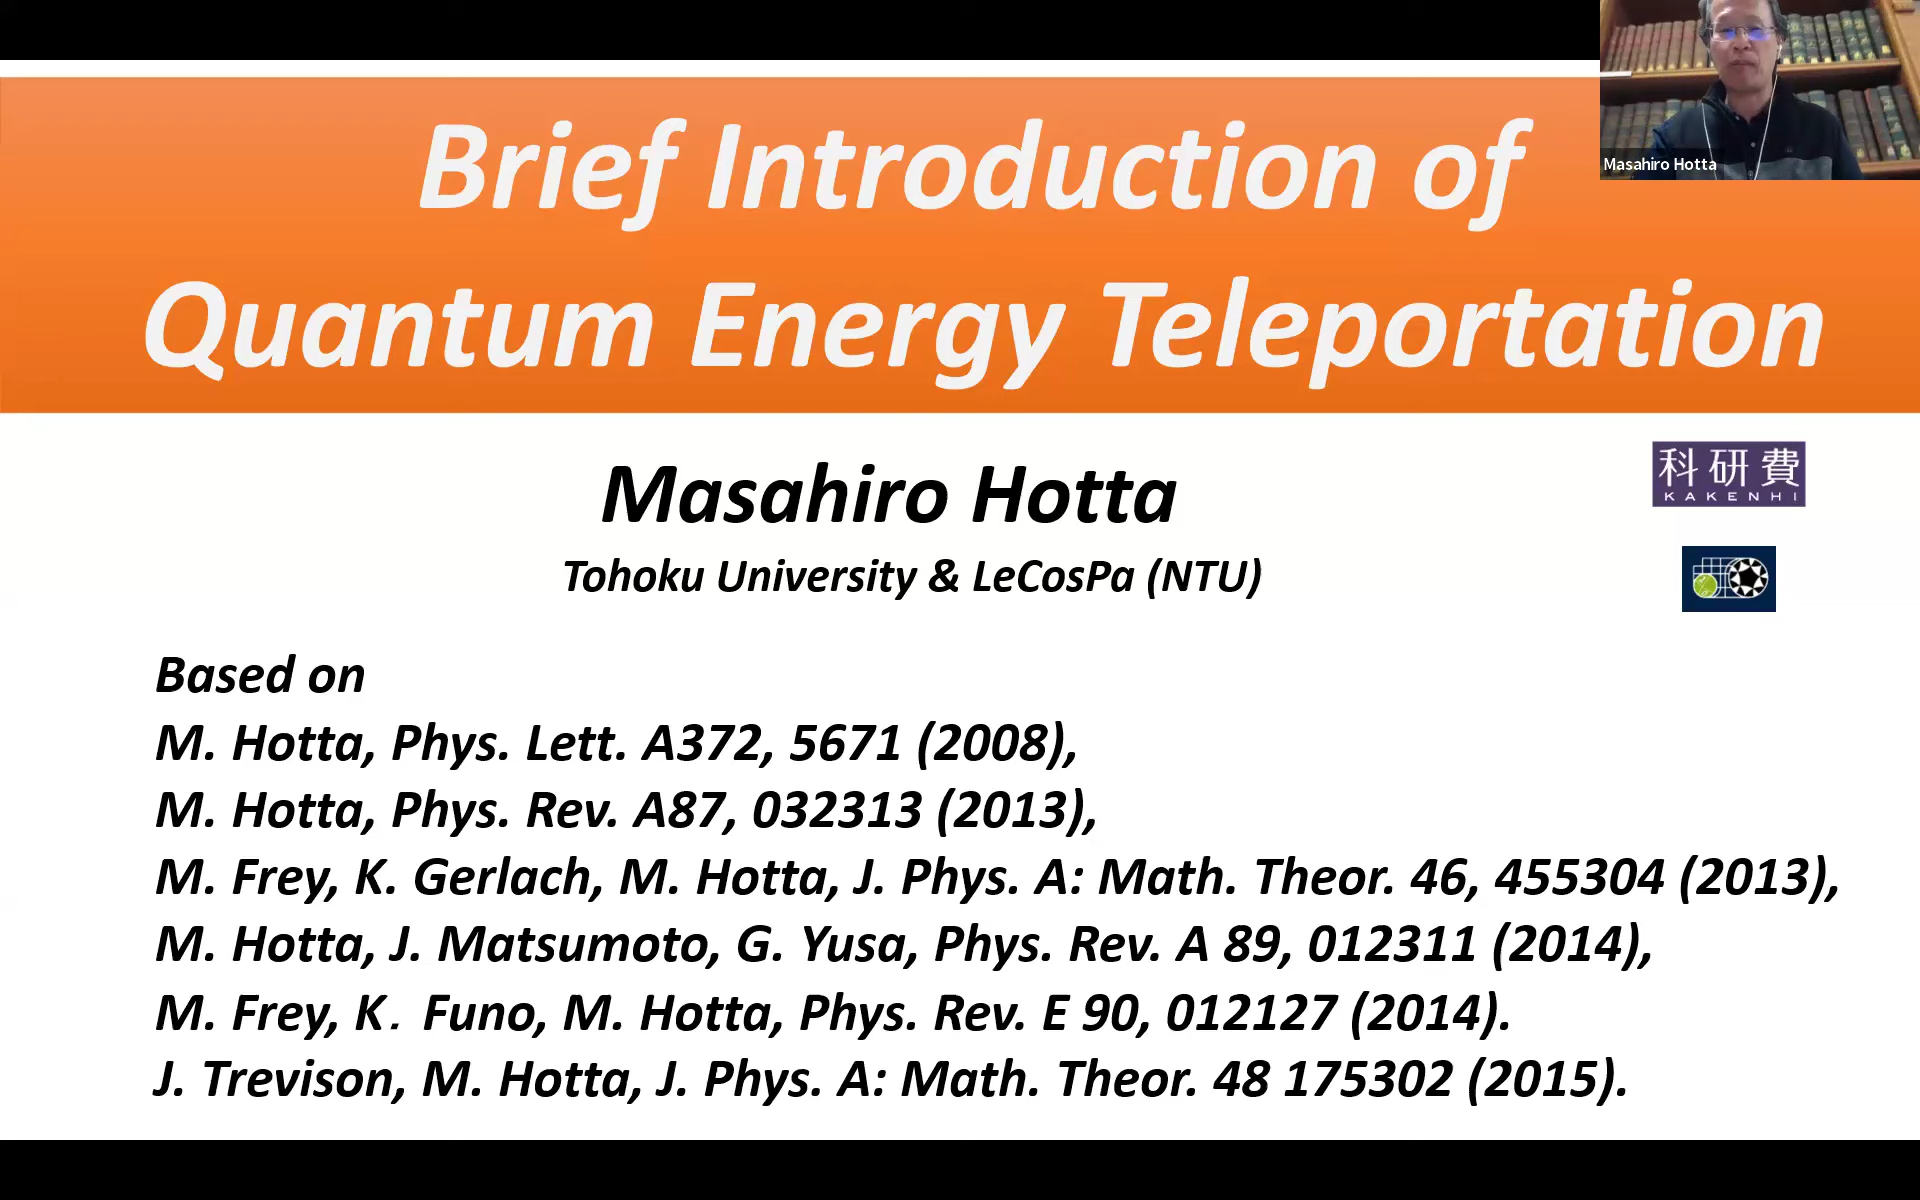 Brief Introduction of
Quantum Energy Teleportation
Masahiro Hotta
Masahiro Hotta
Tohoku University & LeCosPa (NTU)
科研費
KAKENHI
Based on
M. Hotta, Phys. Lett. A372, 5671 (2008),
M. Hotta, Phys. Rev. A87, 032313 (2013),
M. Frey, K. Gerlach, M. Hotta, J. Phys. A: Math. Theor. 46, 455304 (2013),
M. Hotta, J. Matsumoto, G. Yusa, Phys. Rev. A 89, 012311 (2014),
M. Frey, K. Funo, M. Hotta, Phys. Rev. E 90, 012127 (2014).
J. Trevison, M. Hotta, J. Phys. A: Math. Theor. 48 175302 (2015).